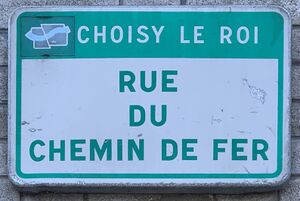 CHOISY LE ROI
RUE
DU
CHEMIN DE FER